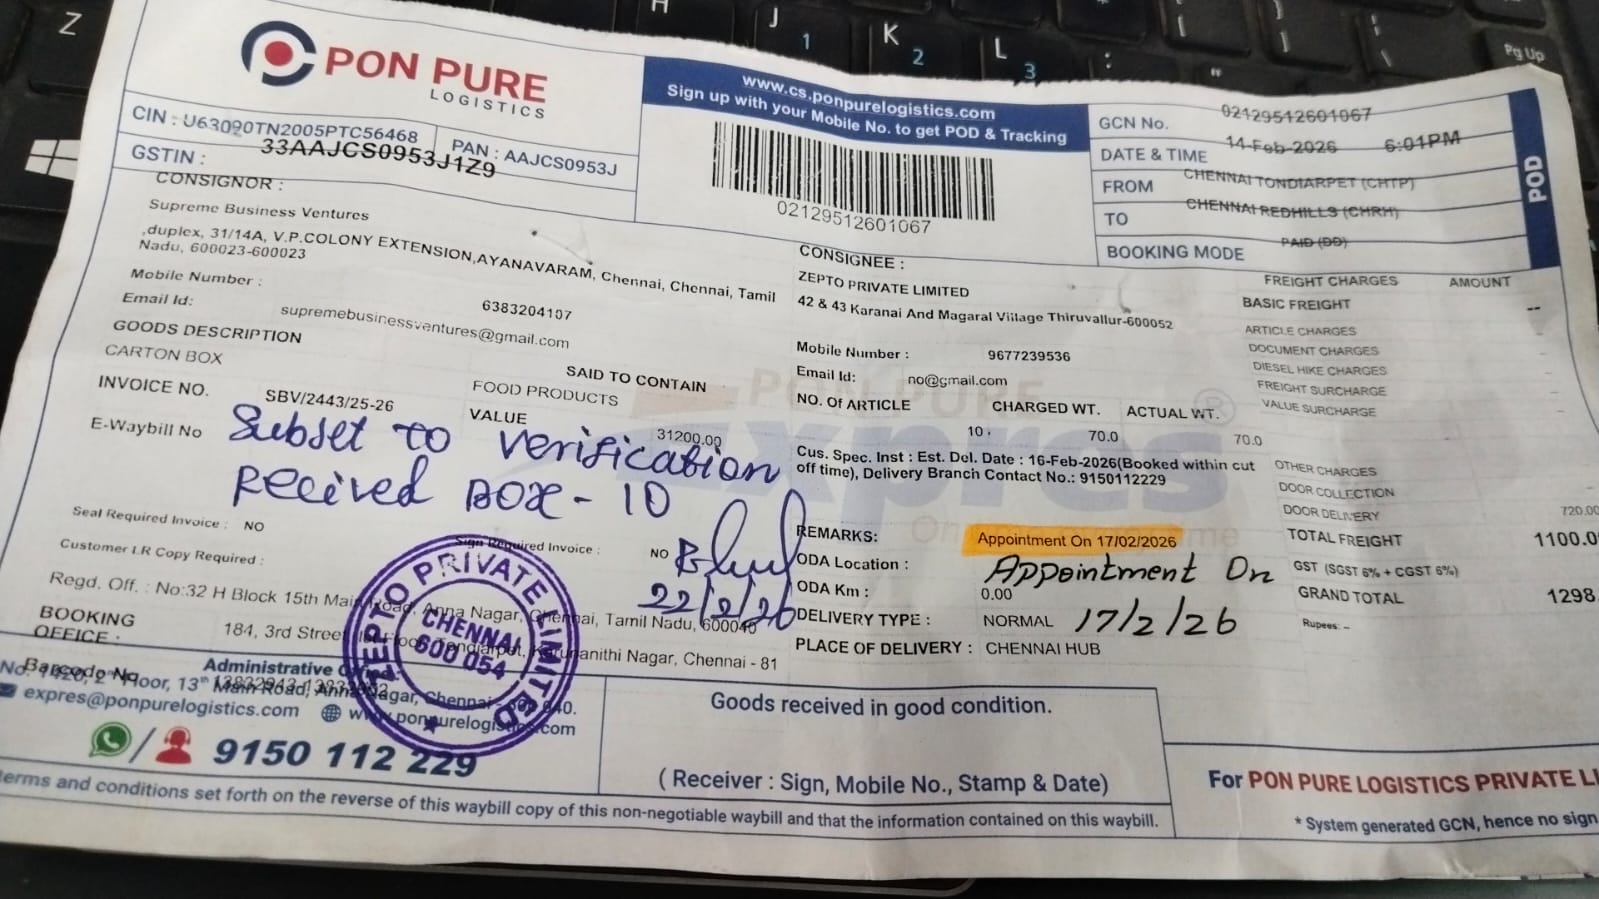 PON PURE
LOGISTICS
CIN : U63090TN2005PTC56468
PAN : AAJCS0953J
GSTIN : 33AAJCS0953J1Z9
www.cs.ponpurelogistics.com
Sign up with your Mobile No. to get POD & Tracking
02129512601067
GCN No. 02129512601067
DATE & TIME 14-Feb-2026 6:01PM
FROM CHENNAI TONDIARPET (CHTP)
TO CHENNAI REDHILLS (CHRH)
BOOKING MODE PAID (DD)
POD
CONSIGNOR :
Supreme Business Ventures
,duplex, 31/14A, V.P.COLONY EXTENSION,AYANAVARAM, Chennai, Chennai, Tamil
Nadu, 600023-600023
Mobile Number : 6383204107
Email Id: supremebusinessventures@gmail.com
GOODS DESCRIPTION SAID TO CONTAIN
CARTON BOX FOOD PRODUCTS
INVOICE NO. SBV/2443/25-26 VALUE 31200.00
E-Waybill No
Subset to verification
Recived Box - 10
22/2/26
Seal Required Invoice : NO
Sign Required Invoice : NO
Customer LR Copy Required :
Regd. Off. : No:32 H Block 15th Main Road, Anna Nagar, Chennai, Tamil Nadu, 600040
BOOKING
OFFICE :
184, 3rd Street, Tondiarpet, Karunanithi Nagar, Chennai - 81
ZEPTO PRIVATE LIMITED
CHENNAI
600 054
CONSIGNEE :
ZEPTO PRIVATE LIMITED
42 & 43 Karanai And Magaral Village Thiruvallur-600052
Mobile Number : 9677239536
Email Id: no@gmail.com
NO. Of ARTICLE CHARGED WT. ACTUAL WT.
10 70.0 70.0
Cus. Spec. Inst : Est. Del. Date : 16-Feb-2026(Booked within cut
off time), Delivery Branch Contact No.: 9150112229
REMARKS: Appointment On 17/02/2026
ODA Location : Appointment On
ODA Km : 0.00
17/2/26
DELIVERY TYPE : NORMAL
PLACE OF DELIVERY : CHENNAI HUB
FREIGHT CHARGES AMOUNT
BASIC FREIGHT --
ARTICLE CHARGES
DOCUMENT CHARGES
DIESEL HIKE CHARGES
FREIGHT SURCHARGE
VALUE SURCHARGE
OTHER CHARGES
DOOR COLLECTION
DOOR DELIVERY 720.00
TOTAL FREIGHT 1100.0
GST (SGST 6% + CGST 6%)
GRAND TOTAL 1298.
Rupees: –
Barcode No
Administrative
Floor, 13th Main Road, Anna Nagar, Chennai
expres@ponpurelogistics.com
9150 112 229
Goods received in good condition.
( Receiver : Sign, Mobile No., Stamp & Date)
terms and conditions set forth on the reverse of this waybill copy of this non-negotiable waybill and that the information contained on this waybill.
For PON PURE LOGISTICS PRIVATE LI
* System generated GCN, hence no sign